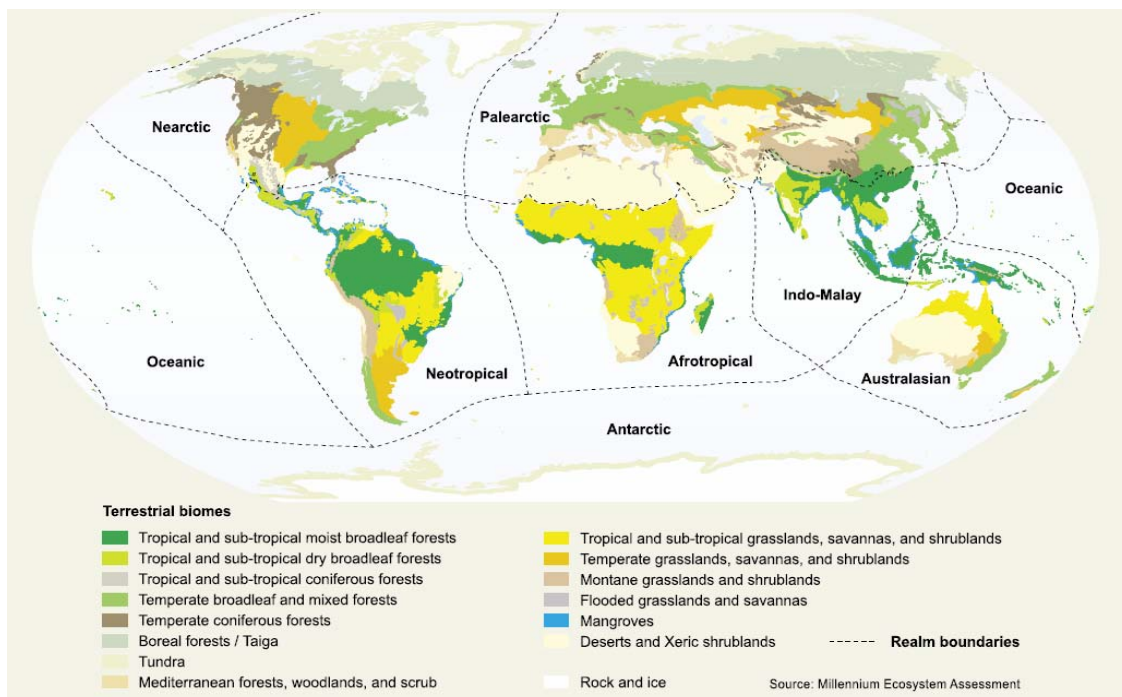 Nearctic
Palearctic
Oceanic
Indo-Malay
Oceanic
Neotropical
Afrotropical
Australasian
Antarctic
Terrestrial biomes
Tropical and sub-tropical moist broadleaf forests
Tropical and sub-tropical dry broadleaf forests
Tropical and sub-tropical coniferous forests
Temperate broadleaf and mixed forests
Temperate coniferous forests
Boreal forests / Taiga
Tundra
Mediterranean forests, woodlands, and scrub
Tropical and sub-tropical grasslands, savannas, and shrublands
Temperate grasslands, savannas, and shrublands
Montane grasslands and shrublands
Flooded grasslands and savannas
Mangroves
Deserts and Xeric shrublands
Rock and ice
Realm boundaries
Source: Millennium Ecosystem Assessment